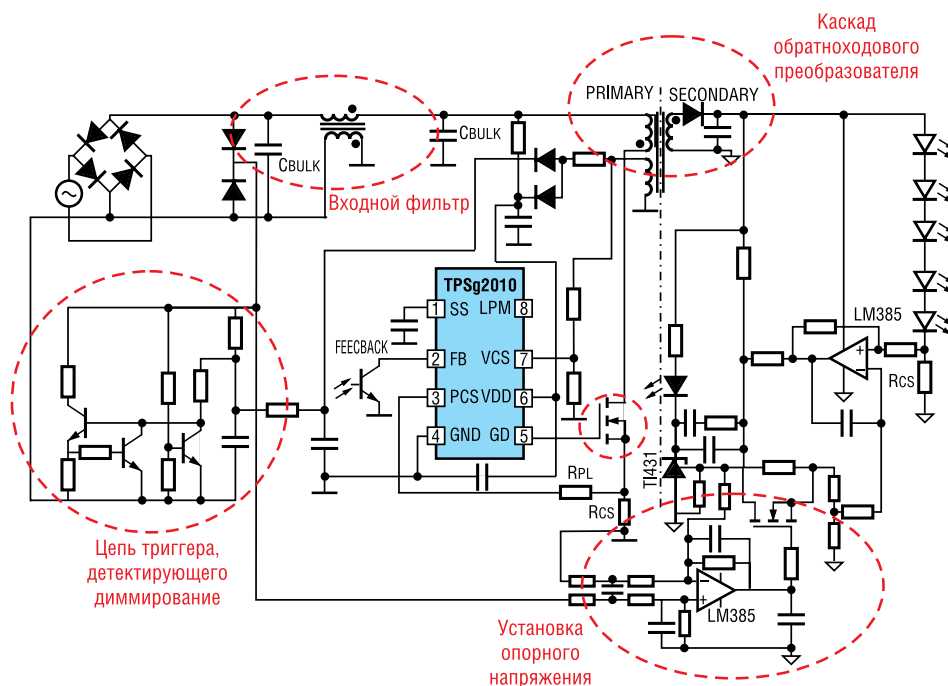 Каскад
обратноходового
преобразователя
PRIMARY
SECONDARY
CBULK
CBULK
Входной фильтр
TPSg2010
1 SS LPM 8
2 FB VCS 7
3 PCS VDD 6
4 GND GD 5
FEECBACK
LM385
RCS
TI431
RPL
RCS
Цепь триггера,
детектирующего
диммирование
LM385
Установка
опорного
напряжения